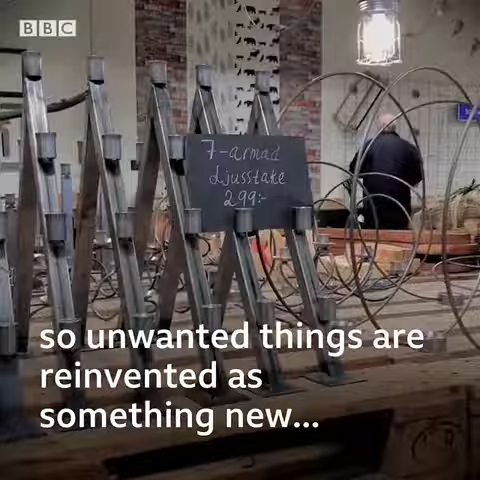 BBC
7-armad
Ljusstake
299:-
so unwanted things are
reinvented as
something new...